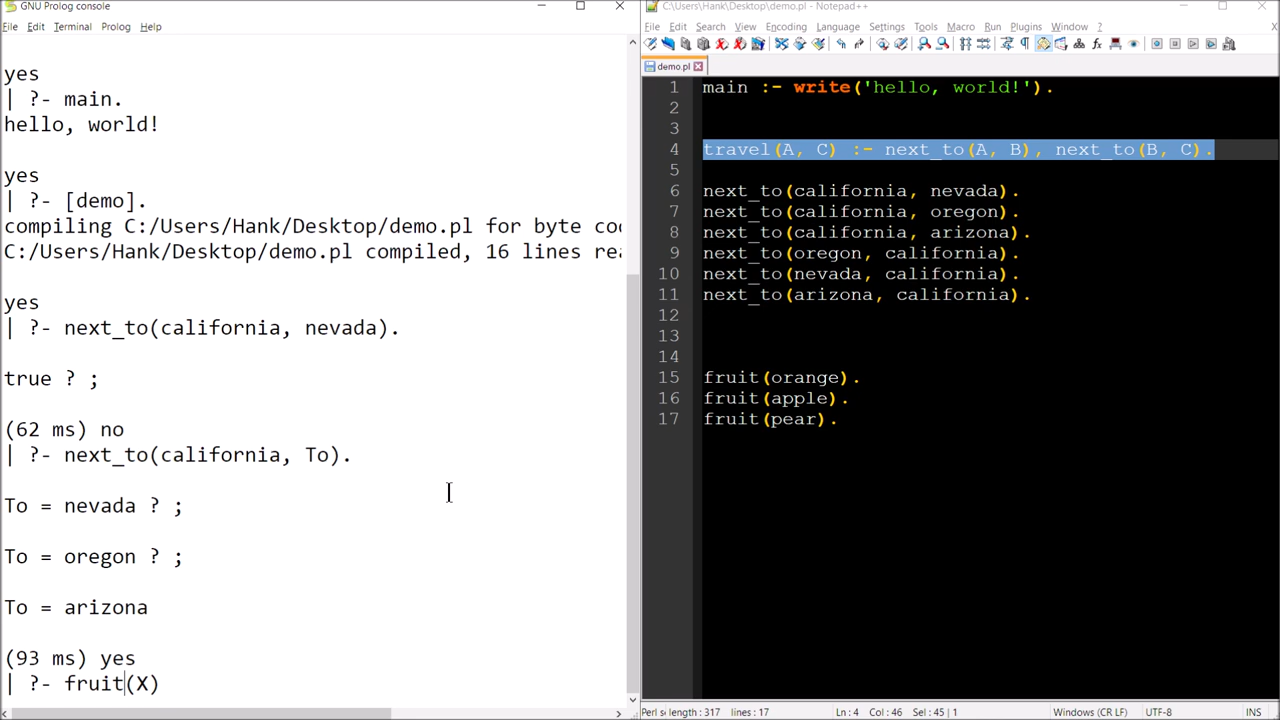 GNU Prolog console
File Edit Terminal Prolog Help
yes
| ?- main.
hello, world!
yes
| ?- [demo].
compiling C:/Users/Hank/Desktop/demo.pl for byte co
C:/Users/Hank/Desktop/demo.pl compiled, 16 lines rea
yes
| ?- next_to(california, nevada).
true ? ;
(62 ms) no
| ?- next_to(california, To).
To = nevada ? ;
To = oregon ? ;
To = arizona
(93 ms) yes
| ?- fruit(X)
C:\Users\Hank\Desktop\demo.pl - Notepad++
File Edit Search View Encoding Language Settings Tools Macro Run Plugins Window ? X
demo.pl
1 main :- write('hello, world!').
2
3
4 travel(A, C) :- next_to(A, B), next_to(B, C).
5
6 next_to(california, nevada).
7 next_to(california, oregon).
8 next_to(california, arizona).
9 next_to(oregon, california).
10 next_to(nevada, california).
11 next_to(arizona, california).
12
13
14
15 fruit(orange).
16 fruit(apple).
17 fruit(pear).
Perl s length : 317 lines : 17 Ln : 4 Col : 46 Sel : 45 | 1 Windows (CR LF) UTF-8 INS